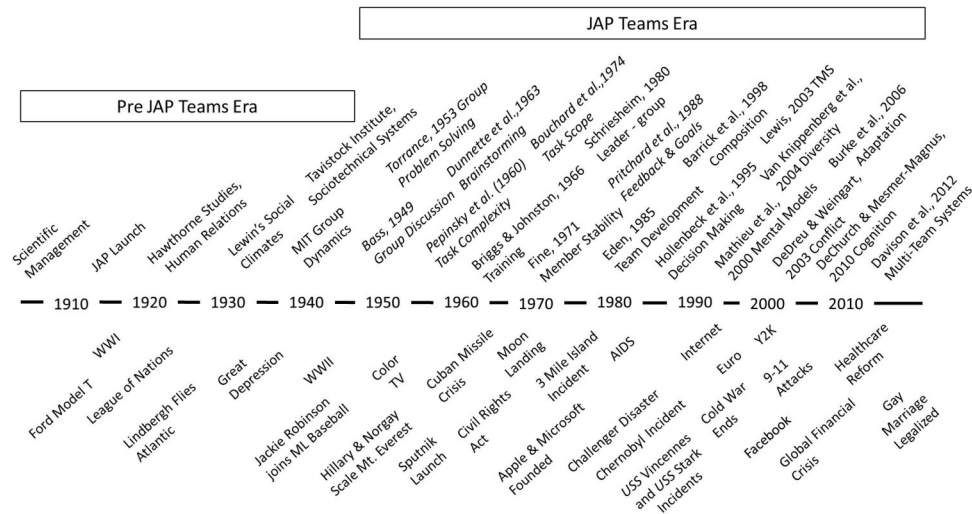 JAP Teams Era
Pre JAP Teams Era
Scientific
Management
JAP Launch
Hawthorne Studies,
Human Relations
Lewin's Social
Climates
Tavistock Institute,
Sociotechnical Systems
MIT Group
Dynamics
Torrance, 1953 Group
Problem Solving
Bass, 1949
Group Discussion
Dunnette et al.,1963
Brainstorming
Pepinsky et al. (1960)
Task Complexity
Bouchard et al.,1974
Task Scope
Briggs & Johnston, 1966
Training
Schriesheim, 1980
Leader - group
Fine, 1971
Member Stability
Pritchard et al., 1988
Feedback & Goals
Eden, 1985
Team Development
Barrick et al., 1998
Composition
Hollenbeck et al., 1995
Decision Making
Lewis, 2003 TMS
Van Knippenberg et al.,
2004 Diversity
Mathieu et al.,
2000 Mental Models
Burke et al., 2006
Adaptation
DeDreu & Weingart,
2003 Conflict
DeChurch & Mesmer-Magnus,
2010 Cognition
Davison et al., 2012
Multi-Team Systems
1910
1920
1930
1940
1950
1960
1970
1980
1990
2000
2010
Ford Model T
WWI
League of Nations
Lindbergh Flies
Atlantic
Great
Depression
WWII
Jackie Robinson
joins ML Baseball
Color
TV
Hillary & Norgay
Scale Mt. Everest
Sputnik
Launch
Cuban Missile
Crisis
Civil Rights
Act
Moon
Landing
Apple & Microsoft
Founded
3 Mile Island
Incident
AIDS
Challenger Disaster
Chernobyl Incident
USS Vincennes
and USS Stark
Incidents
Internet
Cold War
Ends
Euro
Y2K
9-11
Attacks
Facebook
Global Financial
Crisis
Healthcare
Reform
Gay
Marriage
Legalized